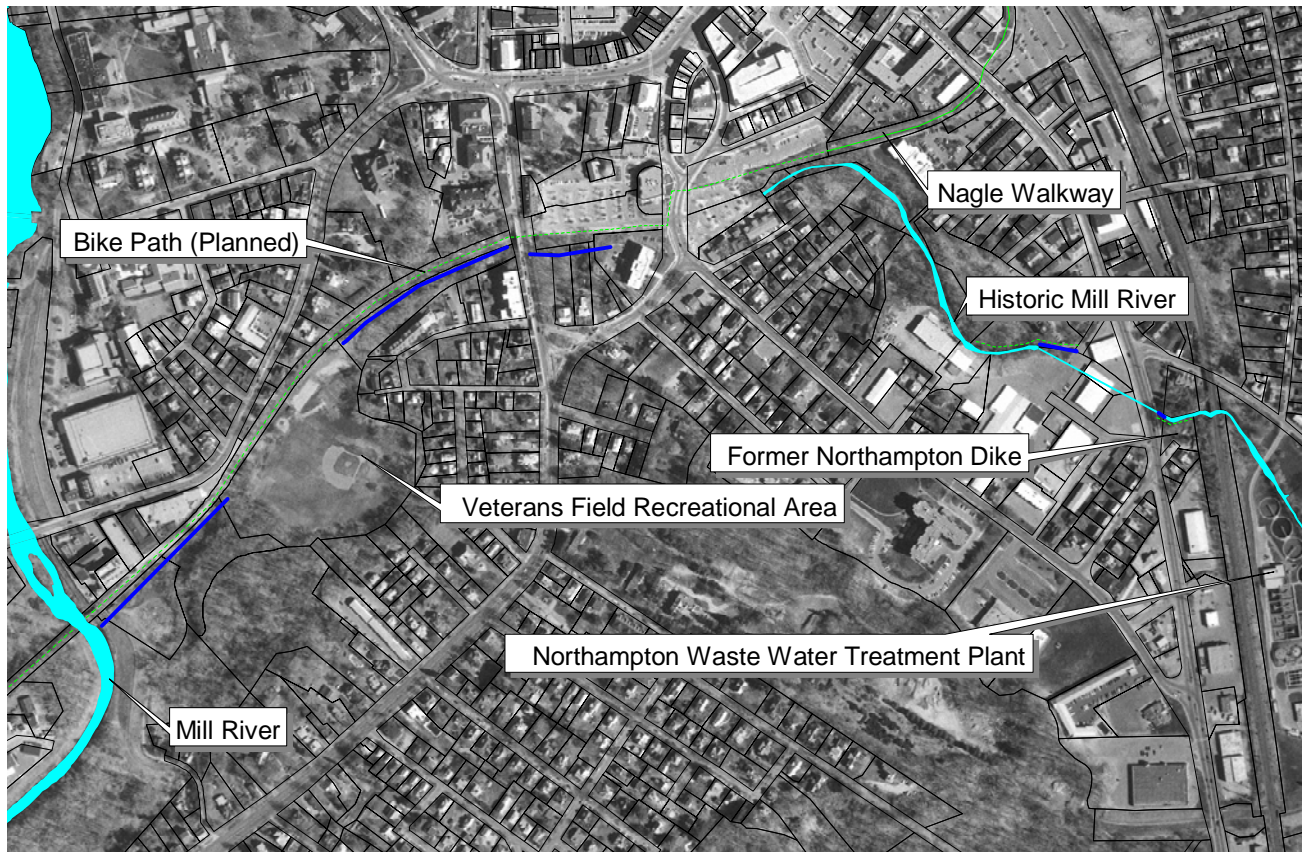 Nagle Walkway
Bike Path (Planned)
Historic Mill River
Former Northampton Dike
Veterans Field Recreational Area
Northampton Waste Water Treatment Plant
Mill River